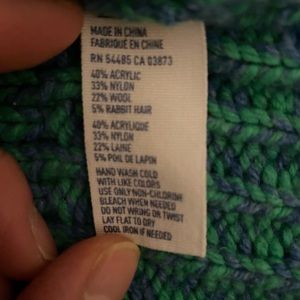 MADE IN CHINA
FABRIQUÉ EN CHINE
RN 54485 CA 03873
40% ACRYLIC
33% NYLON
22% WOOL
5% RABBIT HAIR
40% ACRYLIQUE
33% NYLON
22% LAINE
5% POIL DE LAPIN
HAND WASH COLD
WITH LIKE COLORS
USE ONLY NON-CHLORINE
BLEACH WHEN NEEDED
DO NOT WRING OR TWIST
LAY FLAT TO DRY
COOL IRON IF NEEDED